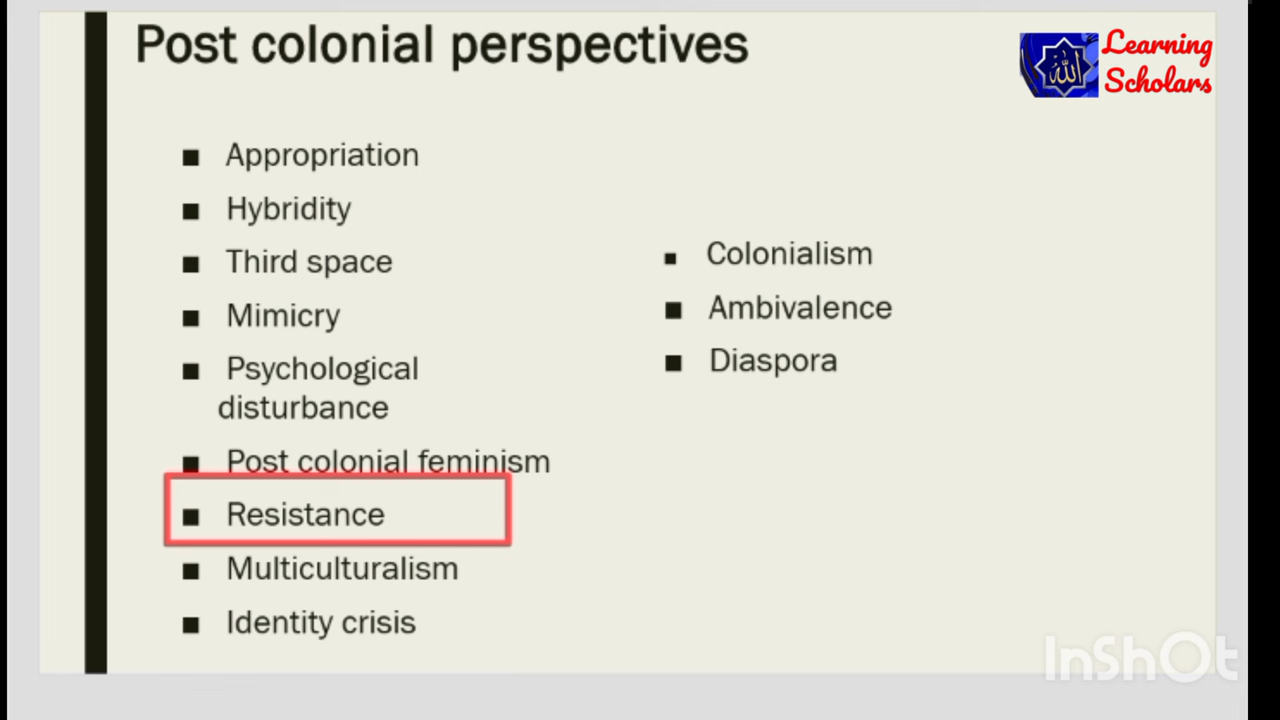 Post colonial perspectives
Learning
Scholars
الله
Appropriation
Hybridity
Third space
Mimicry
Psychological
disturbance
Post colonial feminism
Resistance
Multiculturalism
Identity crisis
Colonialism
Ambivalence
Diaspora
InShOt